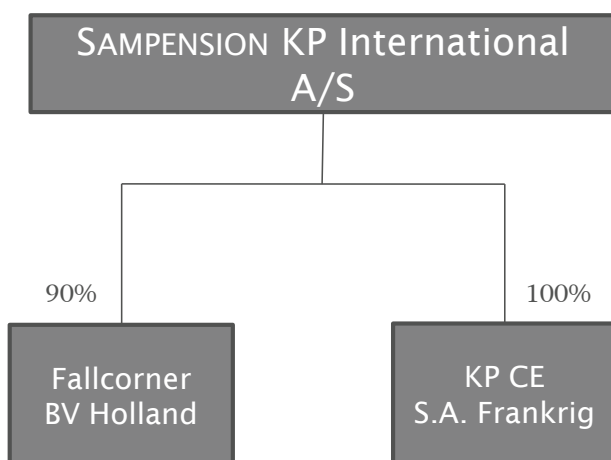 SAMPENSION KP International
A/S
90%
100%
Fallcorner
BV Holland
KP CE
S.A. Frankrig